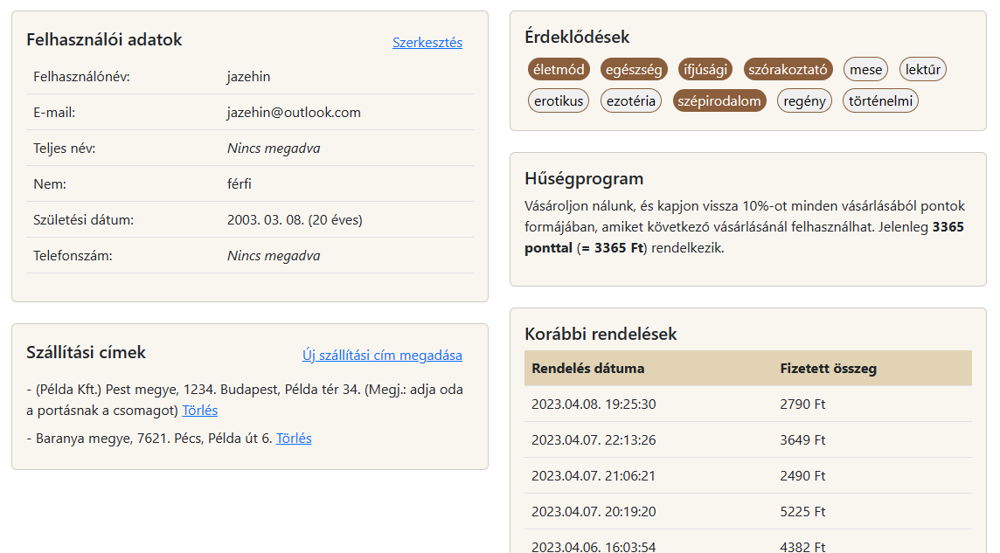 Felhasználói adatok
Szerkesztés
Felhasználónév: jazehin
E-mail: jazehin@outlook.com
Teljes név: Nincs megadva
Nem: férfi
Születési dátum: 2003. 03. 08. (20 éves)
Telefonszám: Nincs megadva
Szállítási címek
Új szállítási cím megadása
- (Példa Kft.) Pest megye, 1234. Budapest, Példa tér 34. (Megj.: adja oda
a portásnak a csomagot) Törlés
- Baranya megye, 7621. Pécs, Példa út 6. Törlés
Érdeklődések
életmód egészség ifjúsági szórakoztató mese lektűr
erotikus ezotéria szépirodalom regény történelmi
Hűségprogram
Vásároljon nálunk, és kapjon vissza 10%-ot minden vásárlásából pontok
formájában, amiket következő vásárlásánál felhasználhat. Jelenleg 3365
ponttal (= 3365 Ft) rendelkezik.
Korábbi rendelések
Rendelés dátuma Fizetett összeg
2023.04.08. 19:25:30 2790 Ft
2023.04.07. 22:13:26 3649 Ft
2023.04.07. 21:06:21 2490 Ft
2023.04.07. 20:19:20 5225 Ft
2023.04.06. 16:03:54 4382 Ft